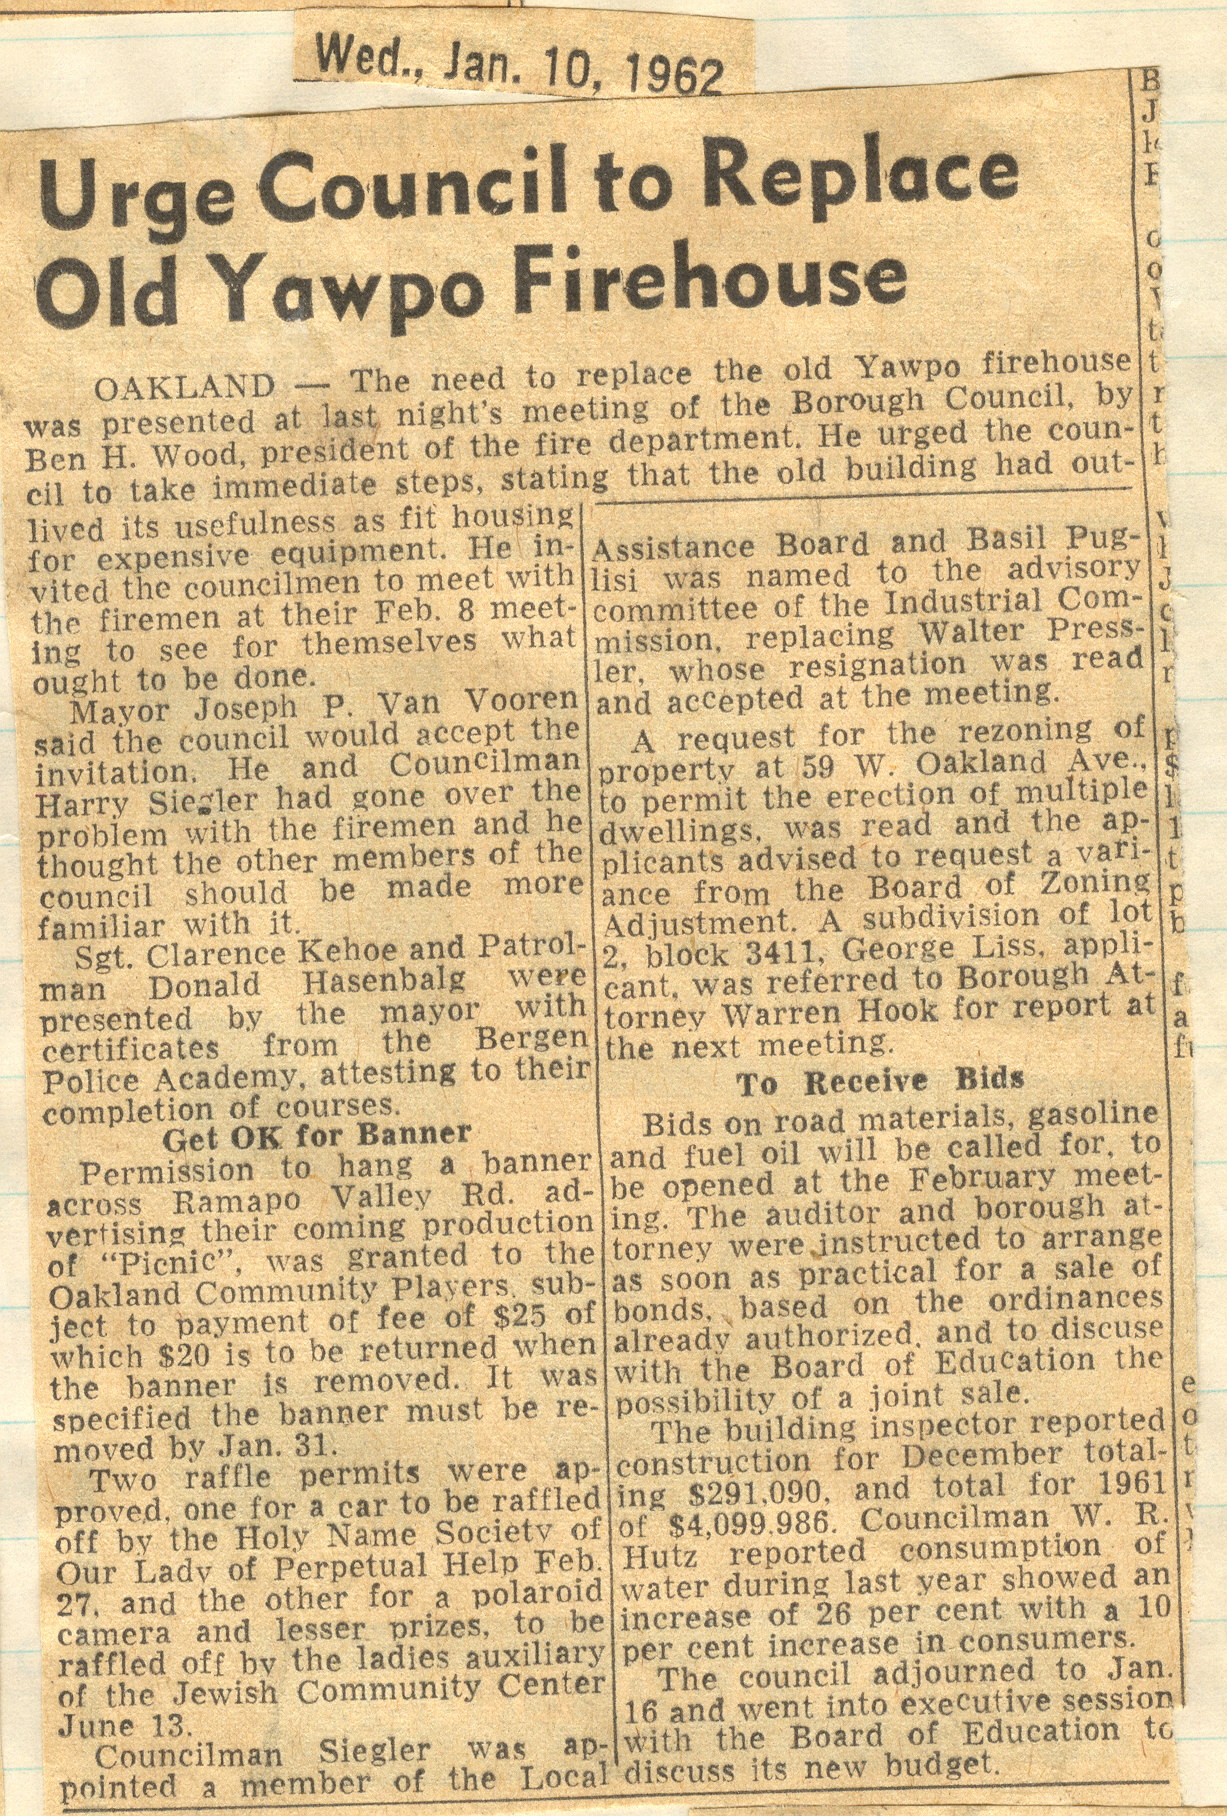 Wed., Jan. 10, 1962
Urge Council to Replace
Old Yawpo Firehouse
OAKLAND — The need to replace the old Yawpo firehouse
was presented at last night's meeting of the Borough Council, by
Ben H. Wood, president of the fire department. He urged the coun-
cil to take immediate steps, stating that the old building had out-
lived its usefulness as fit housing
for expensive equipment. He in-
vited the councilmen to meet with
the firemen at their Feb. 8 meet-
ing to see for themselves what
ought to be done.
Mayor Joseph P. Van Vooren
said the council would accept the
invitation. He and Councilman
Harry Siegler had gone over the
problem with the firemen and he
thought the other members of the
council should be made more
familiar with it.
Sgt. Clarence Kehoe and Patrol-
man Donald Hasenbalg were
presented by the mayor with
certificates from the Bergen
Police Academy, attesting to their
completion of courses.
Get OK for Banner
Permission to hang a banner
across Ramapo Valley Rd. ad-
vertising their coming production
of "Picnic", was granted to the
Oakland Community Players, sub-
ject to payment of fee of $25 of
which $20 is to be returned when
the banner is removed. It was
specified the banner must be re-
moved by Jan. 31.
Two raffle permits were ap-
proved, one for a car to be raffled
off by the Holy Name Society of
Our Lady of Perpetual Help Feb.
27, and the other for a polaroid
camera and lesser prizes, to be
raffled off by the ladies auxiliary
of the Jewish Community Center
June 13.
Councilman Siegler was ap-
pointed a member of the Local
Assistance Board and Basil Pug-
lisi was named to the advisory
committee of the Industrial Com-
mission, replacing Walter Press-
ler, whose resignation was read
and accepted at the meeting.
A request for the rezoning of
property at 59 W. Oakland Ave.,
to permit the erection of multiple
dwellings, was read and the ap-
plicants advised to request a vari-
ance from the Board of Zoning
Adjustment. A subdivision of lot
2, block 3411, George Liss, appli-
cant, was referred to Borough At-
torney Warren Hook for report at
the next meeting.
To Receive Bids
Bids on road materials, gasoline
and fuel oil will be called for, to
be opened at the February meet-
ing. The auditor and borough at-
torney were instructed to arrange
as soon as practical for a sale of
bonds, based on the ordinances
already authorized, and to discuss
with the Board of Education the
possibility of a joint sale.
The building inspector reported
construction for December total-
ing $291,090, and total for 1961
of $4,099,986. Councilman W. R.
Hutz reported consumption of
water during last year showed an
increase of 26 per cent with a 10
per cent increase in consumers.
The council adjourned to Jan.
16 and went into executive session
with the Board of Education to
discuss its new budget.